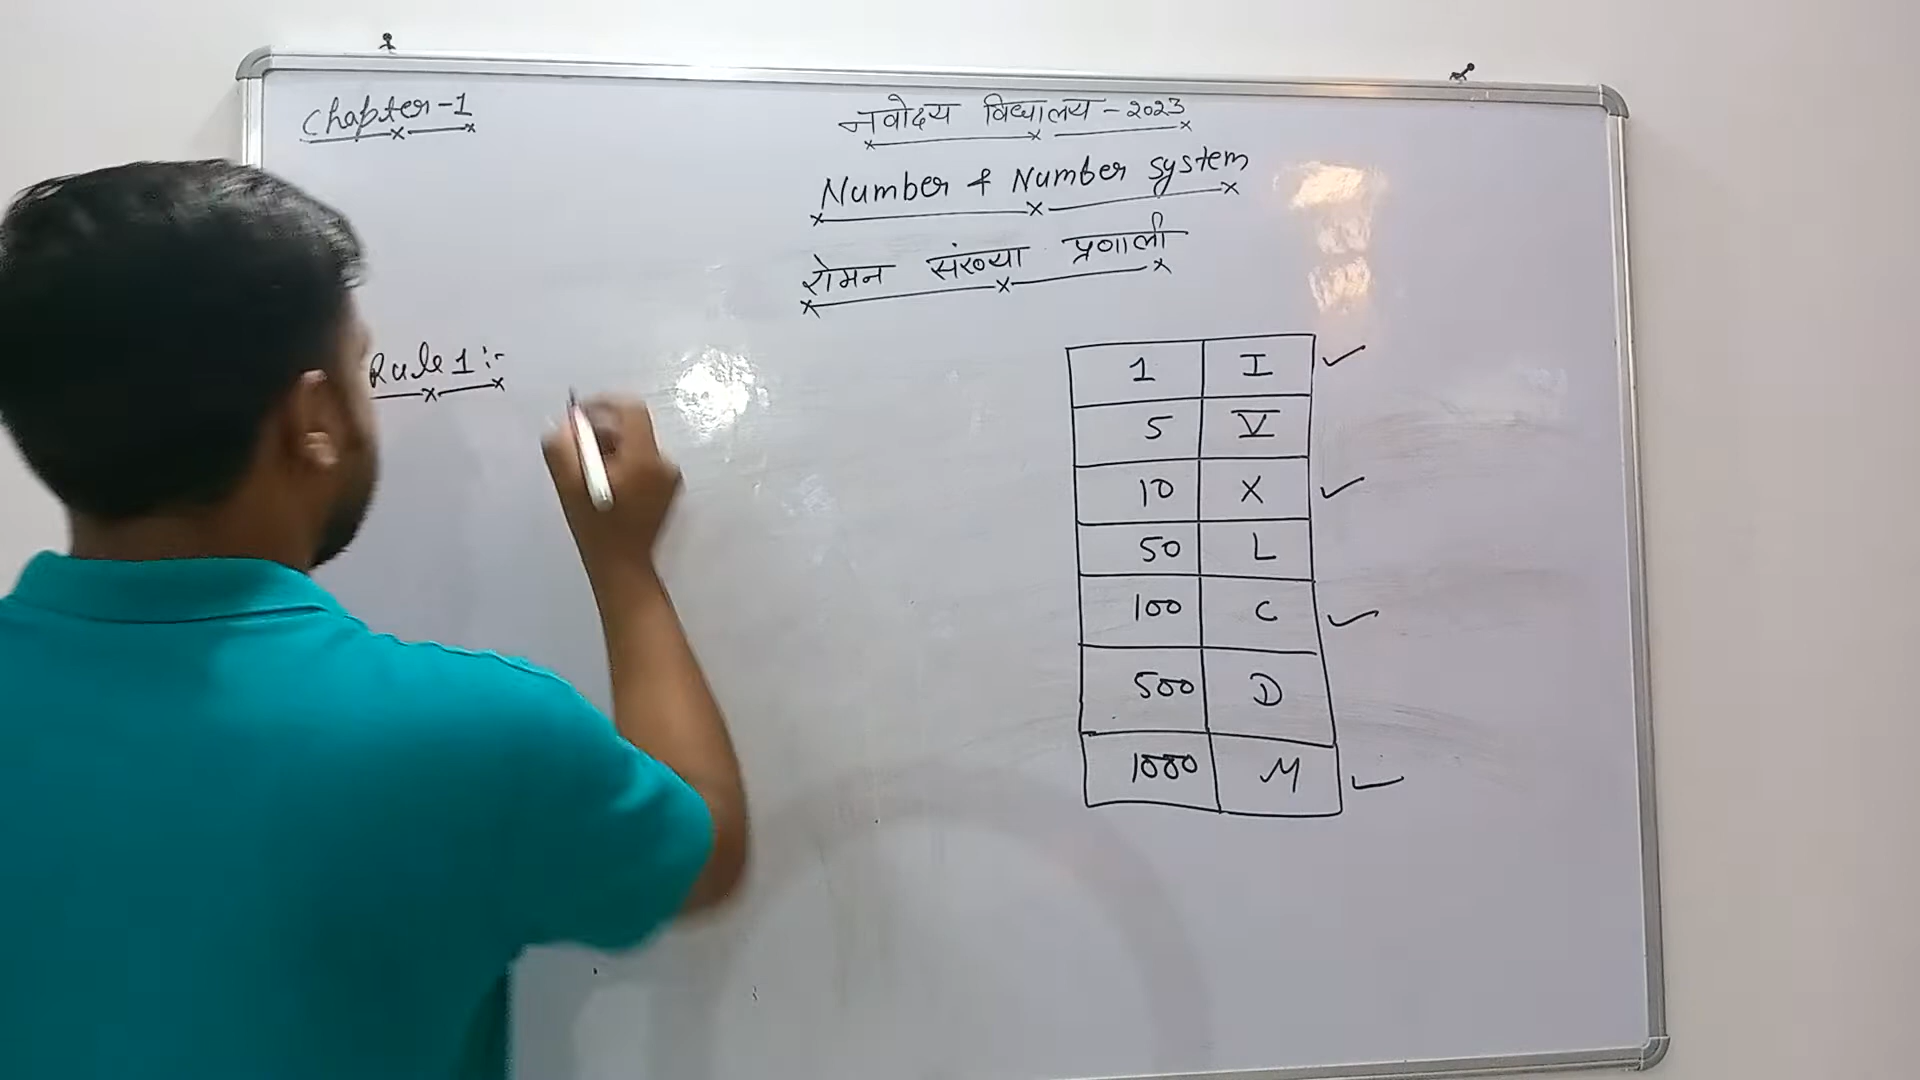 Chapter-1
नवोदय विद्यालय - २०२३
Number & Number system
रोमन संख्या प्रणाली
Rule 1:-
1 I ✓
5 V
10 X ✓
50 L
100 C ✓
500 D
1000 M ✓